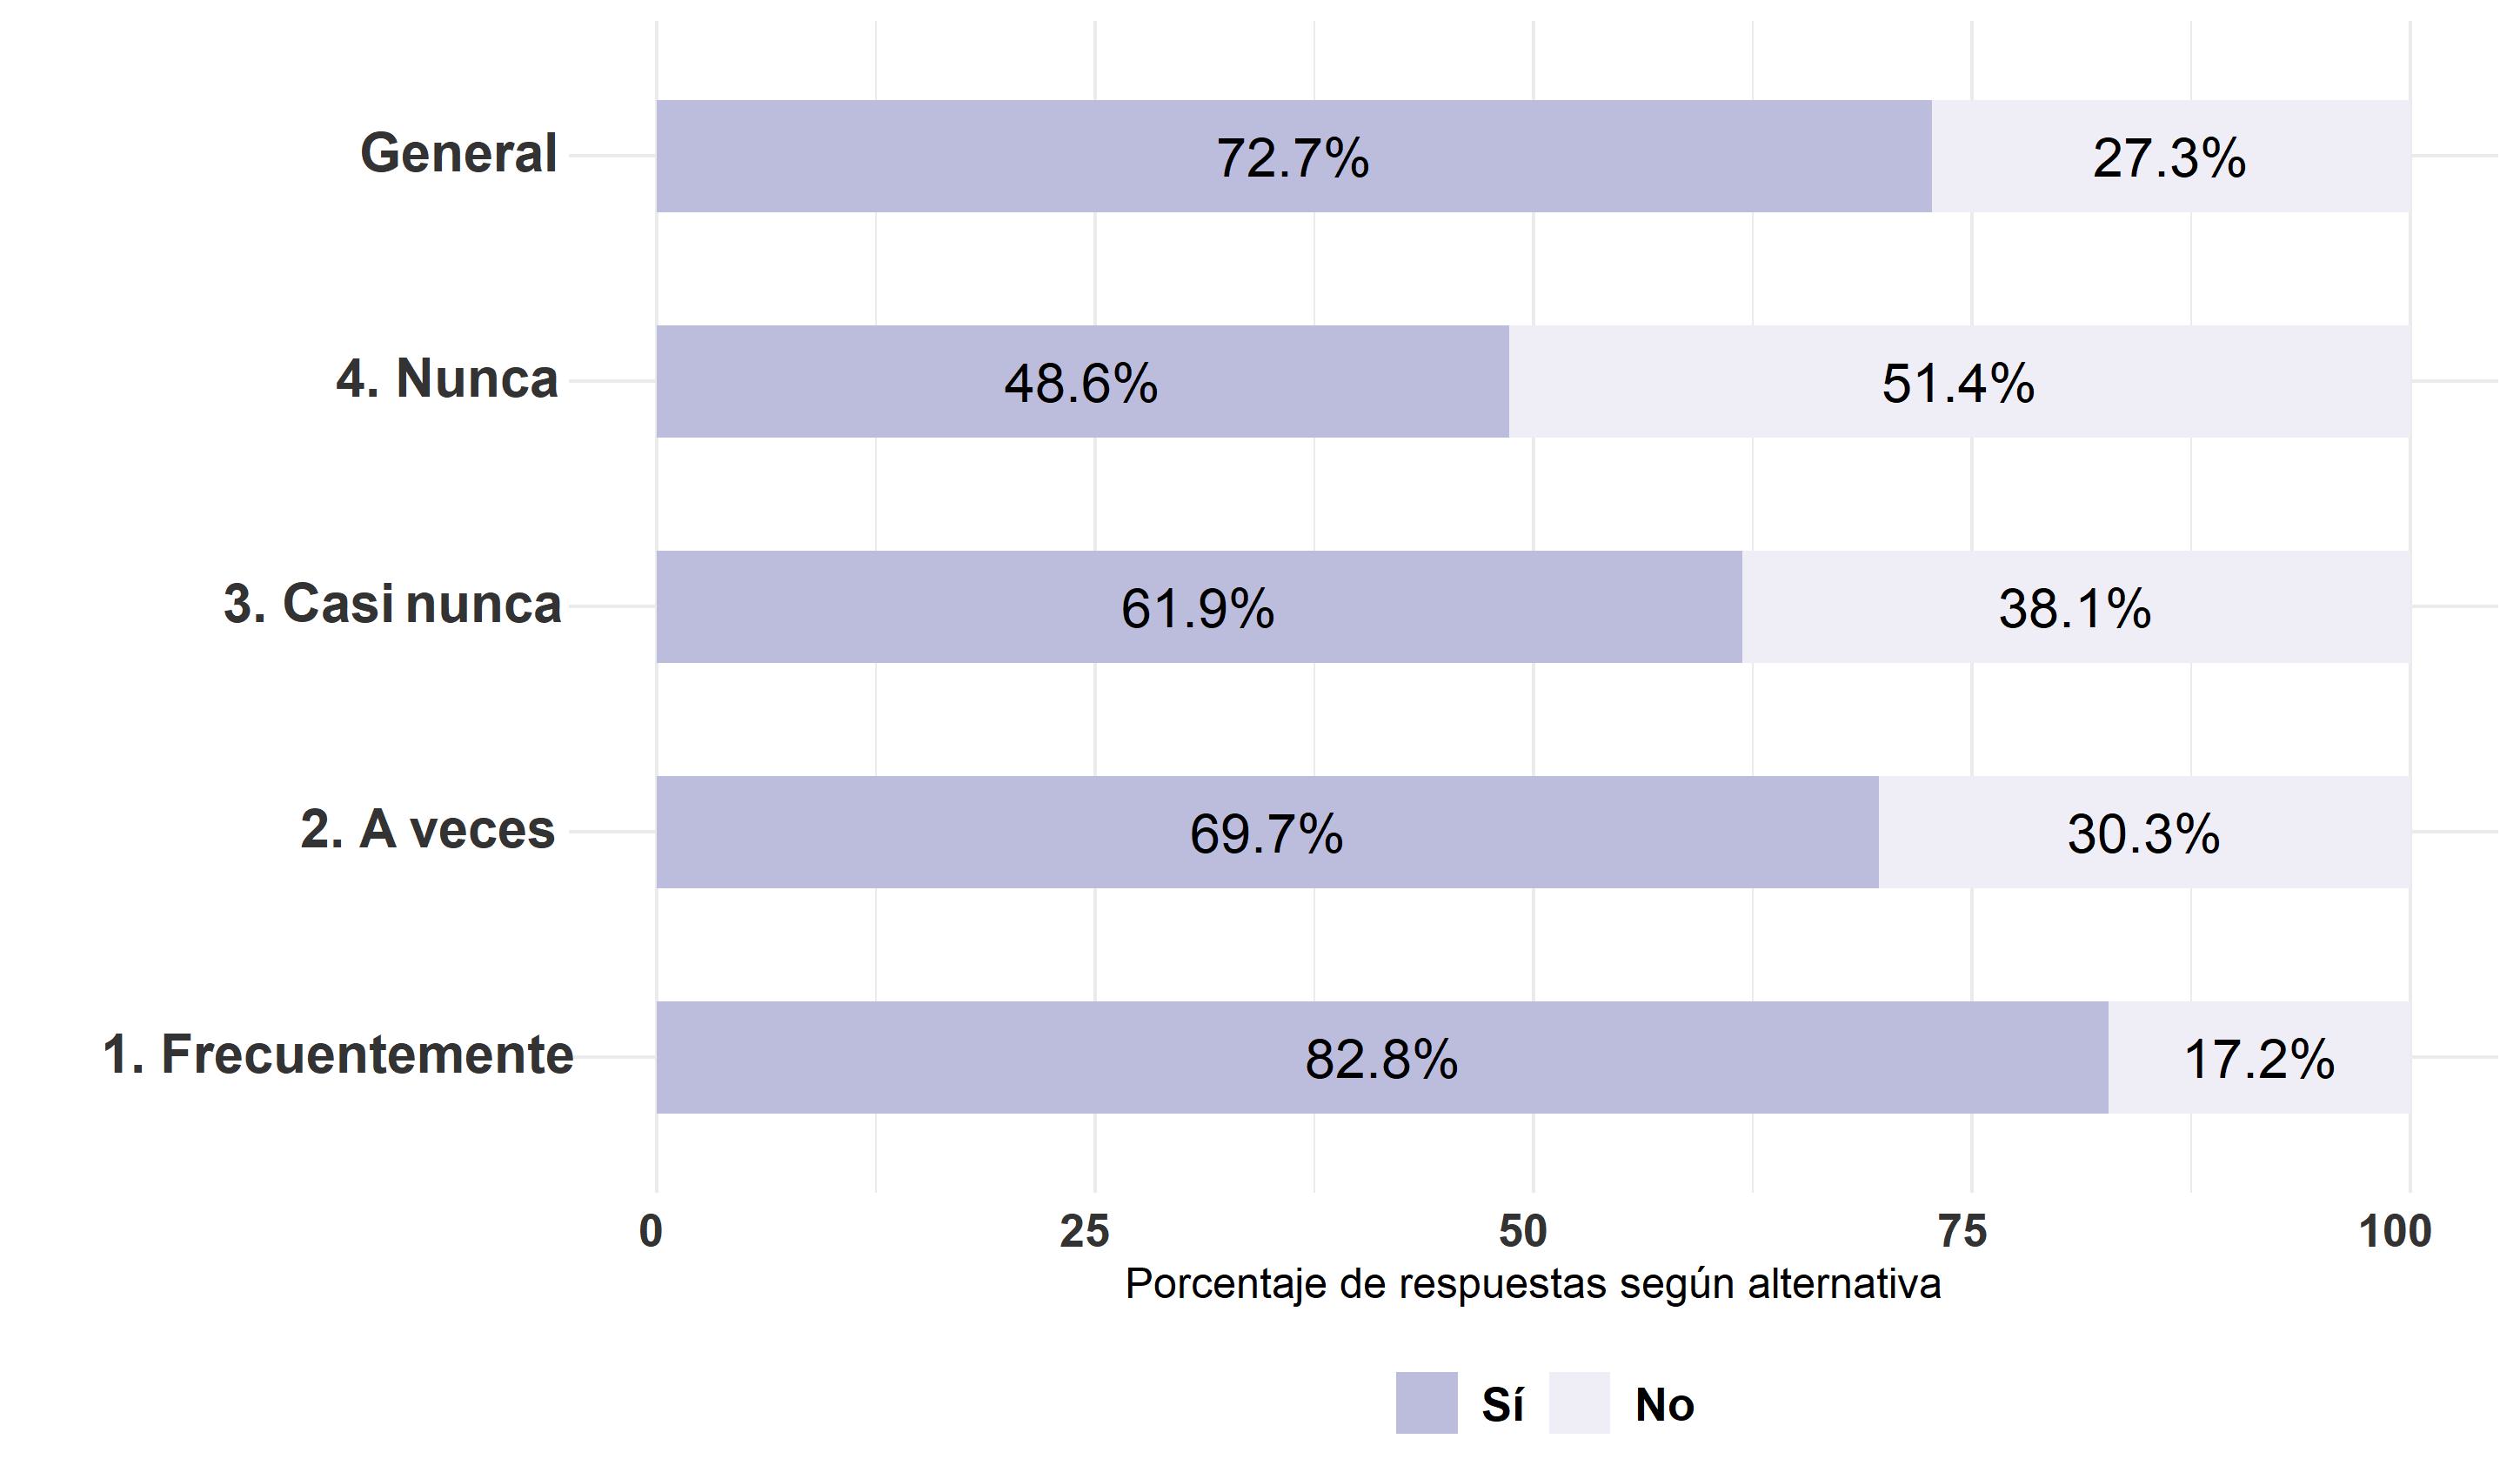 General 72.7% 27.3%
4. Nunca 48.6% 51.4%
3. Casi nunca 61.9% 38.1%
2. A veces 69.7% 30.3%
1. Frecuentemente 82.8% 17.2%
0 25 50 75 100
Porcentaje de respuestas según alternativa
Sí No